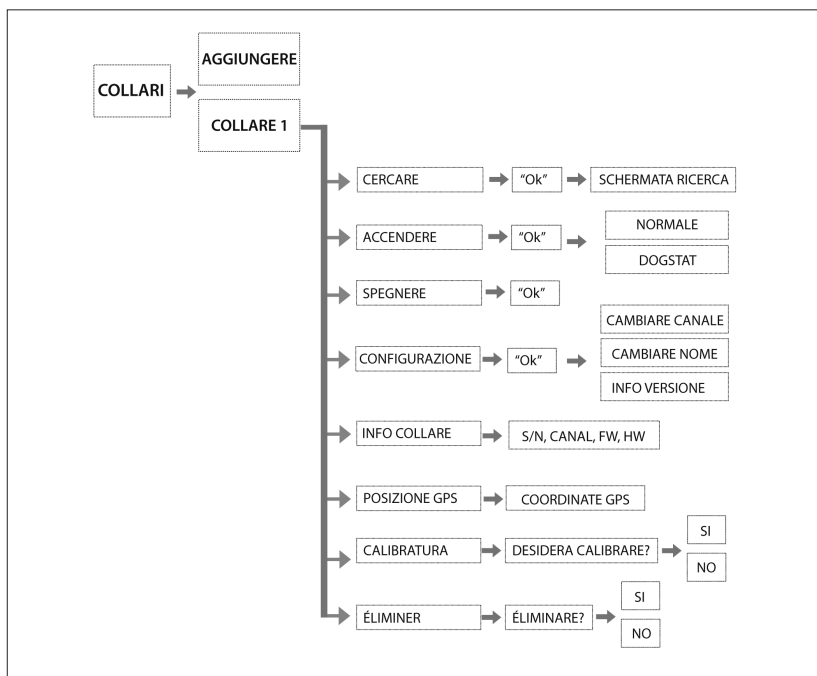 COLLARI
AGGIUNGERE
COLLARE 1
CERCARE
“Ok”
SCHERMATA RICERCA
ACCENDERE
“Ok”
NORMALE
DOGSTAT
SPEGNERE
“Ok”
CONFIGURAZIONE
“Ok”
CAMBIARE CANALE
CAMBIARE NOME
INFO VERSIONE
INFO COLLARE
S/N, CANAL, FW, HW
POSIZIONE GPS
COORDINATE GPS
CALIBRATURA
DESIDERA CALIBRARE?
SI
NO
ÉLIMINER
ÉLIMINARE?
SI
NO